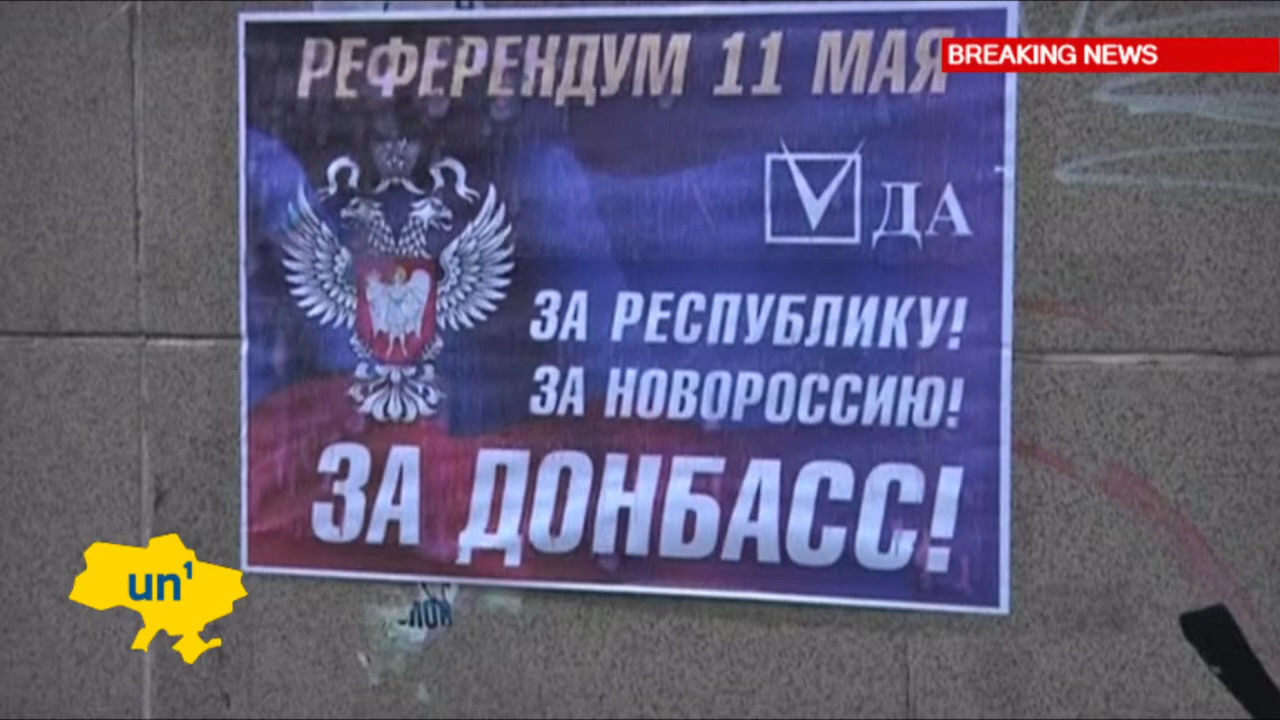 РЕФЕРЕНДУМ 11 МАЯ
BREAKING NEWS
ДА
ЗА РЕСПУБЛИКУ!
ЗА НОВОРОССИЮ!
ЗА ДОНБАСС!
un¹